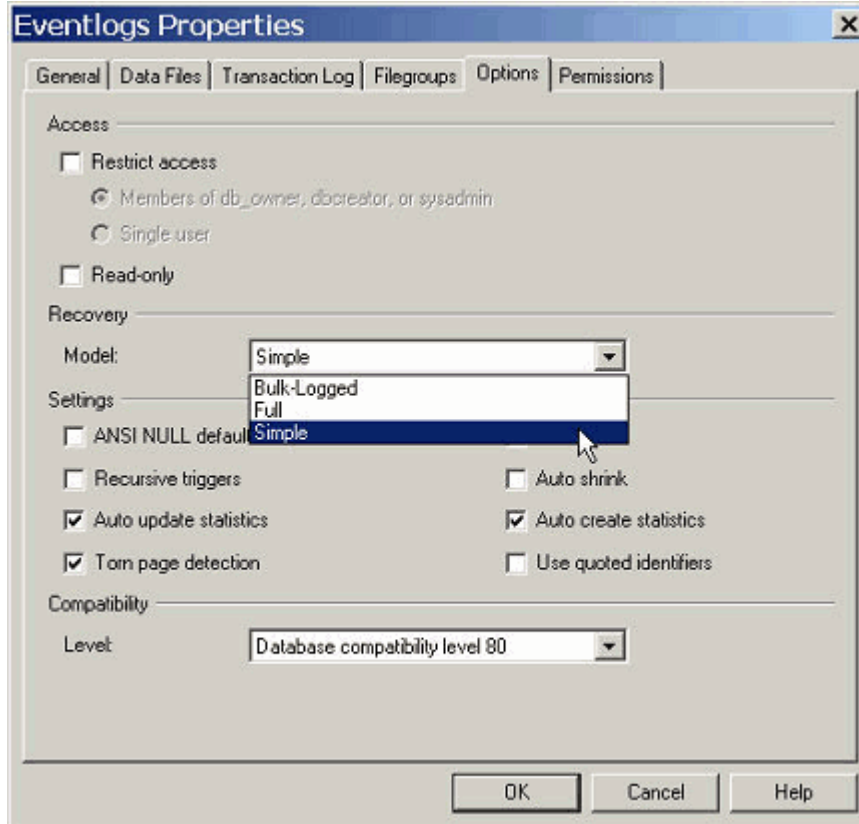 Eventlogs Properties
General Data Files Transaction Log Filegroups Options Permissions
Access
Restrict access
Members of db_owner, dbcreator, or sysadmin
Single user
Read-only
Recovery
Model: Simple
Bulk-Logged
Full
Simple
Settings
ANSI NULL defaul
Recursive triggers Auto shrink
Auto update statistics Auto create statistics
Torn page detection Use quoted identifiers
Compatibility
Level: Database compatibility level 80
OK Cancel Help